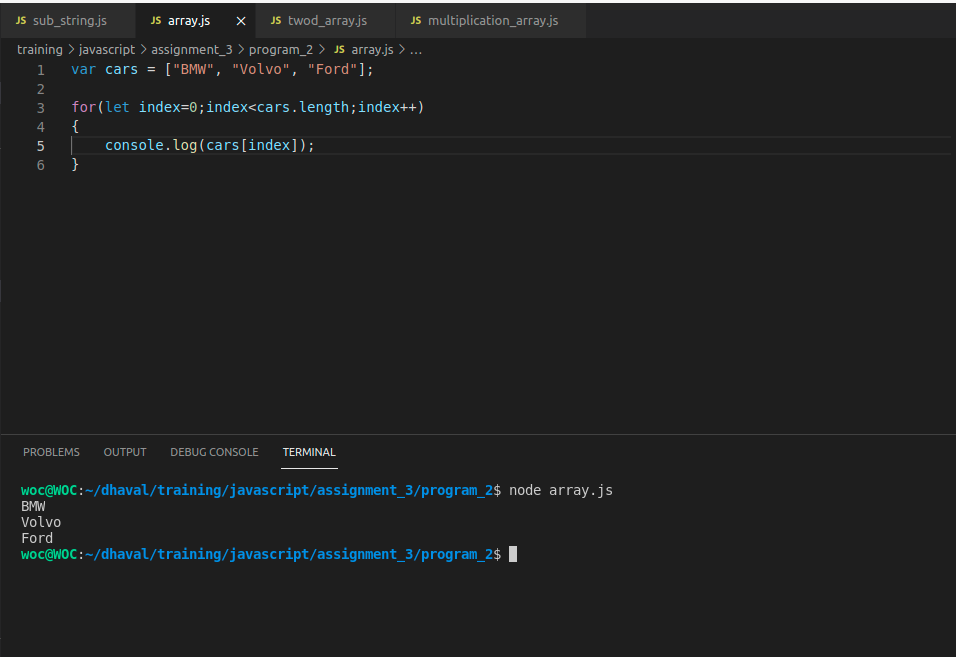 JS sub_string.js JS array.js × JS twod_array.js JS multiplication_array.js
training > javascript > assignment_3 > program_2 > JS array.js > ...
1 var cars = ["BMW", "Volvo", "Ford"];
2
3 for(let index=0;index<cars.length;index++)
4 {
5     console.log(cars[index]);
6 }
PROBLEMS OUTPUT DEBUG CONSOLE TERMINAL
woc@WOC:~/dhaval/training/javascript/assignment_3/program_2$ node array.js
BMW
Volvo
Ford
woc@WOC:~/dhaval/training/javascript/assignment_3/program_2$